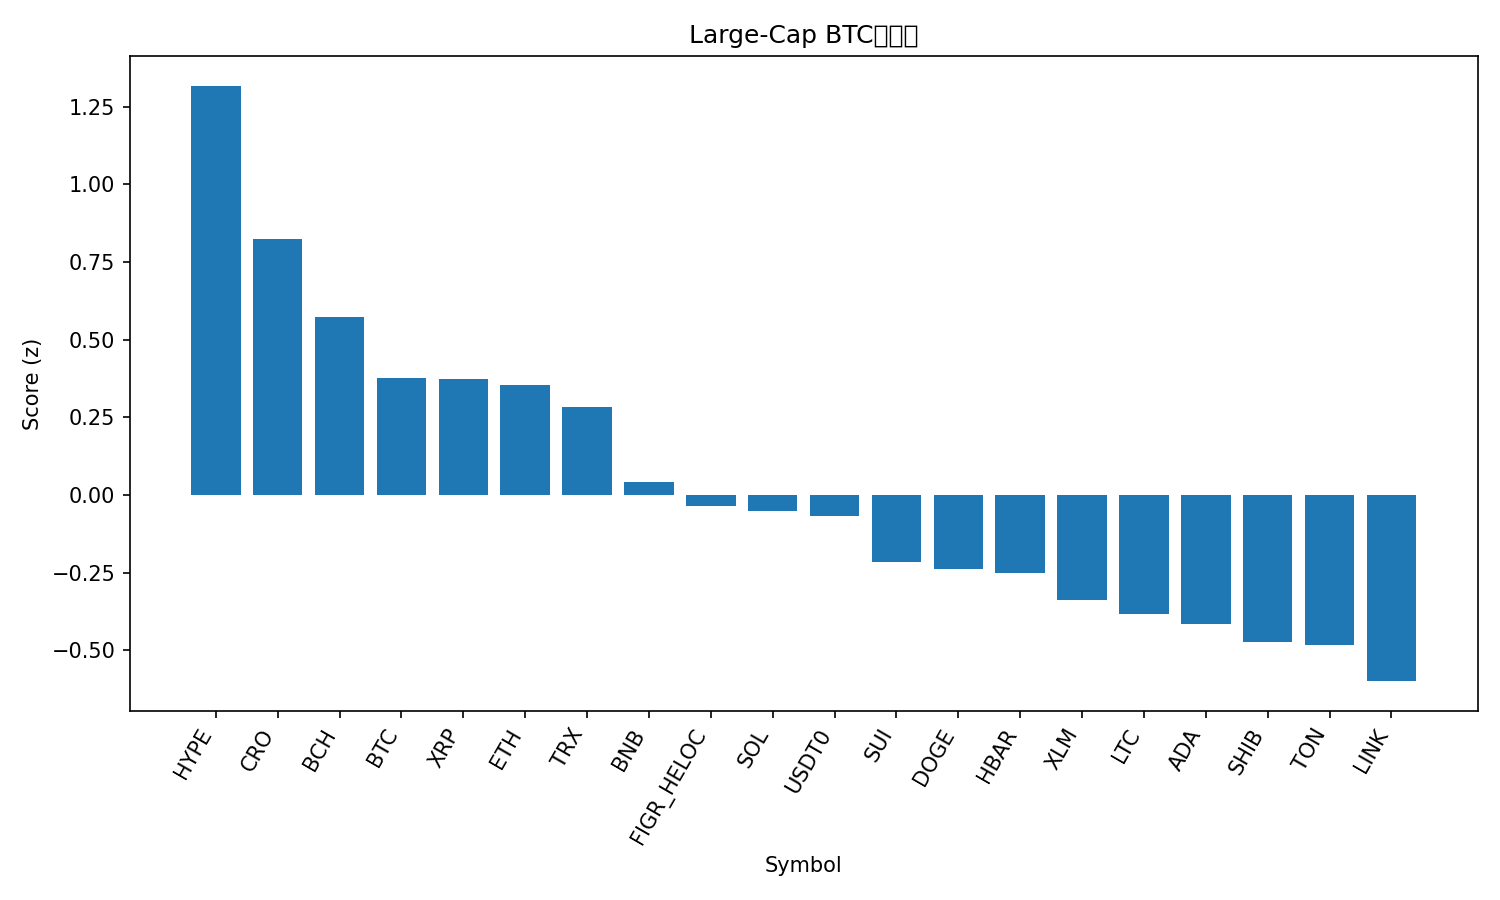 Large-Cap BTC
1.25
1.00
0.75
0.50
0.25
0.00
−0.25
−0.50
Score (z)
HYPE
CRO
BCH
BTC
XRP
ETH
TRX
BNB
FIGR_HELOC
SOL
USDT0
SUI
DOGE
HBAR
XLM
LTC
ADA
SHIB
TON
LINK
Symbol